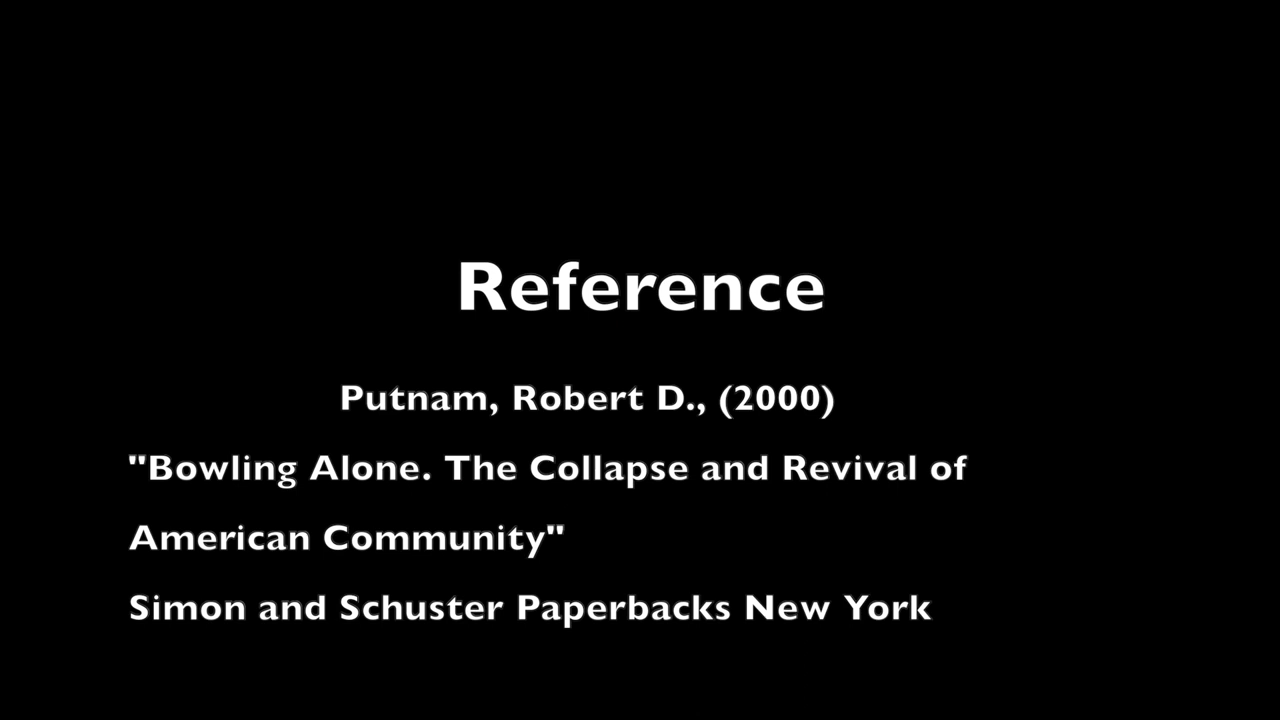 Reference
Putnam, Robert D., (2000)
"Bowling Alone. The Collapse and Revival of
American Community"
Simon and Schuster Paperbacks New York